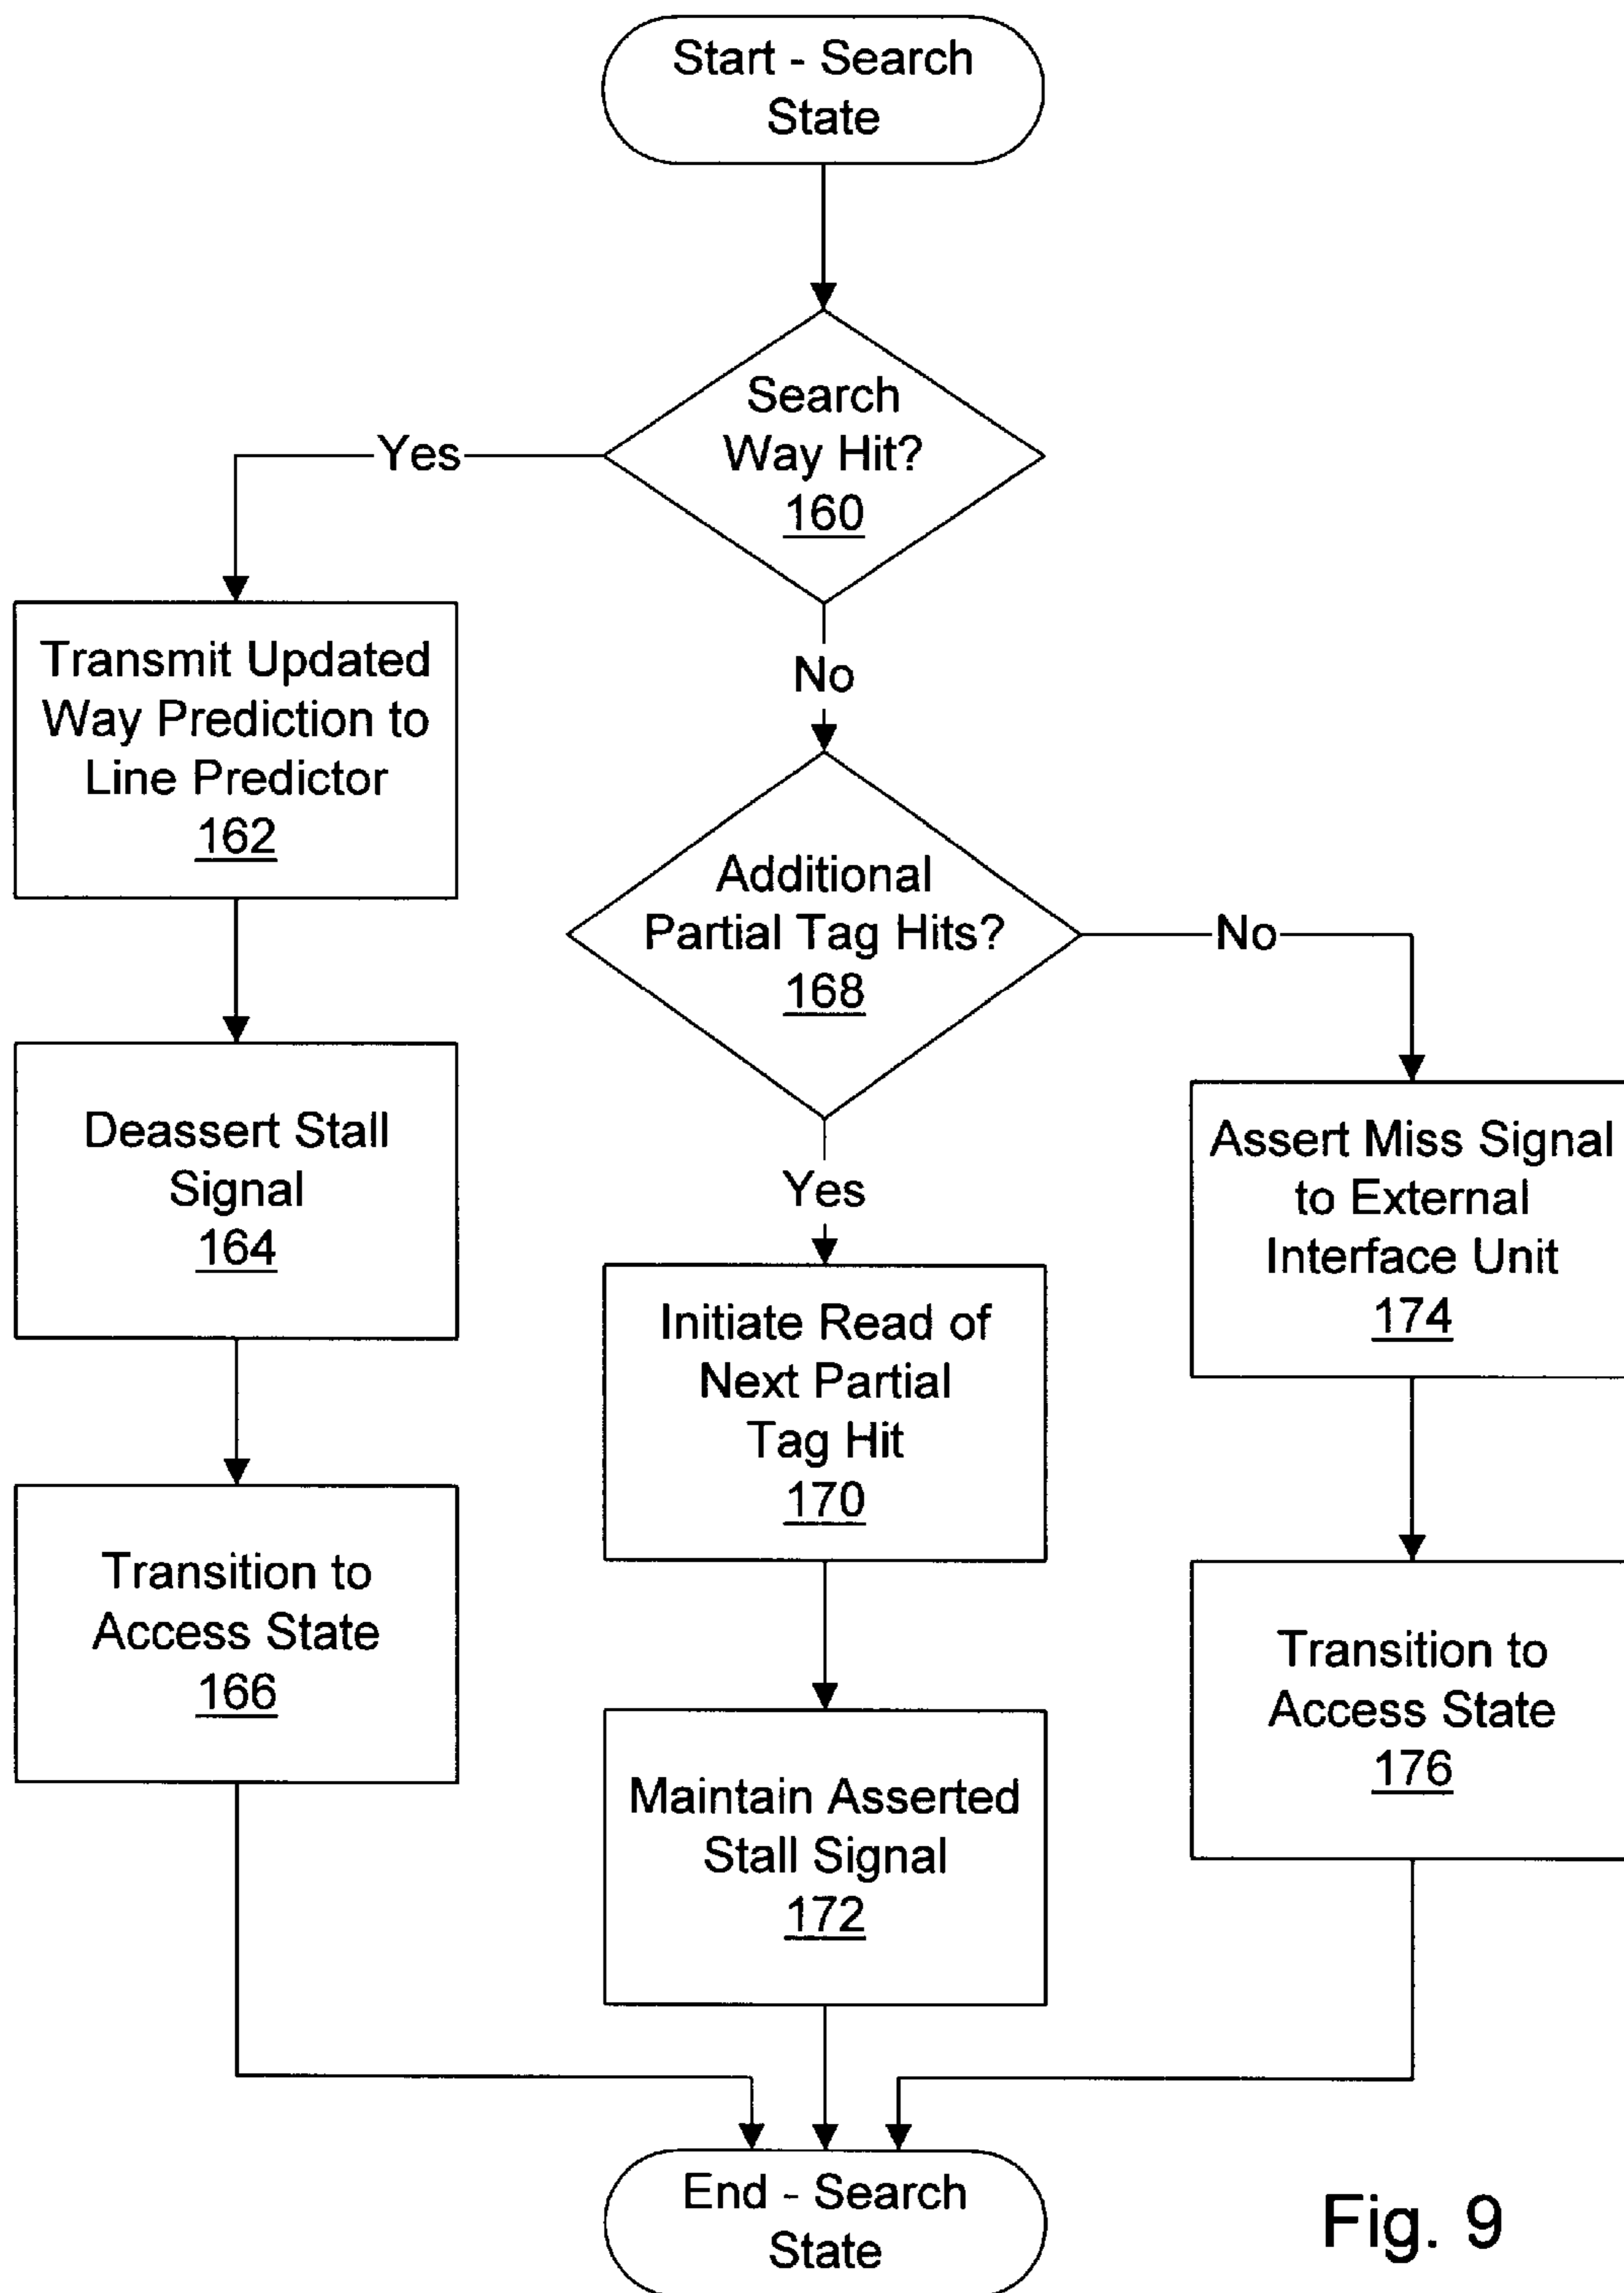 Start - Search
State
Search
Way Hit?
160
Yes
No
Transmit Updated
Way Prediction to
Line Predictor
162
Additional
Partial Tag Hits?
168
No
Yes
Deassert Stall
Signal
164
Assert Miss Signal
to External
Interface Unit
174
Initiate Read of
Next Partial
Tag Hit
170
Transition to
Access State
166
Transition to
Access State
176
Maintain Asserted
Stall Signal
172
End - Search
State
Fig. 9